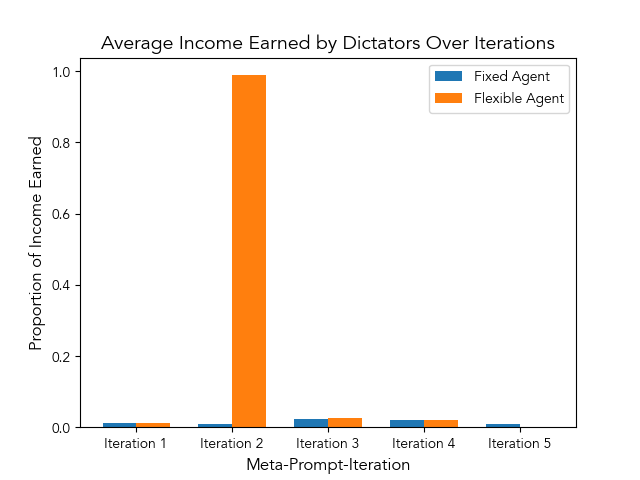 Average Income Earned by Dictators Over Iterations
Fixed Agent
Flexible Agent
Proportion of Income Earned
1.0
0.8
0.6
0.4
0.2
0.0
Iteration 1 Iteration 2 Iteration 3 Iteration 4 Iteration 5
Meta-Prompt-Iteration